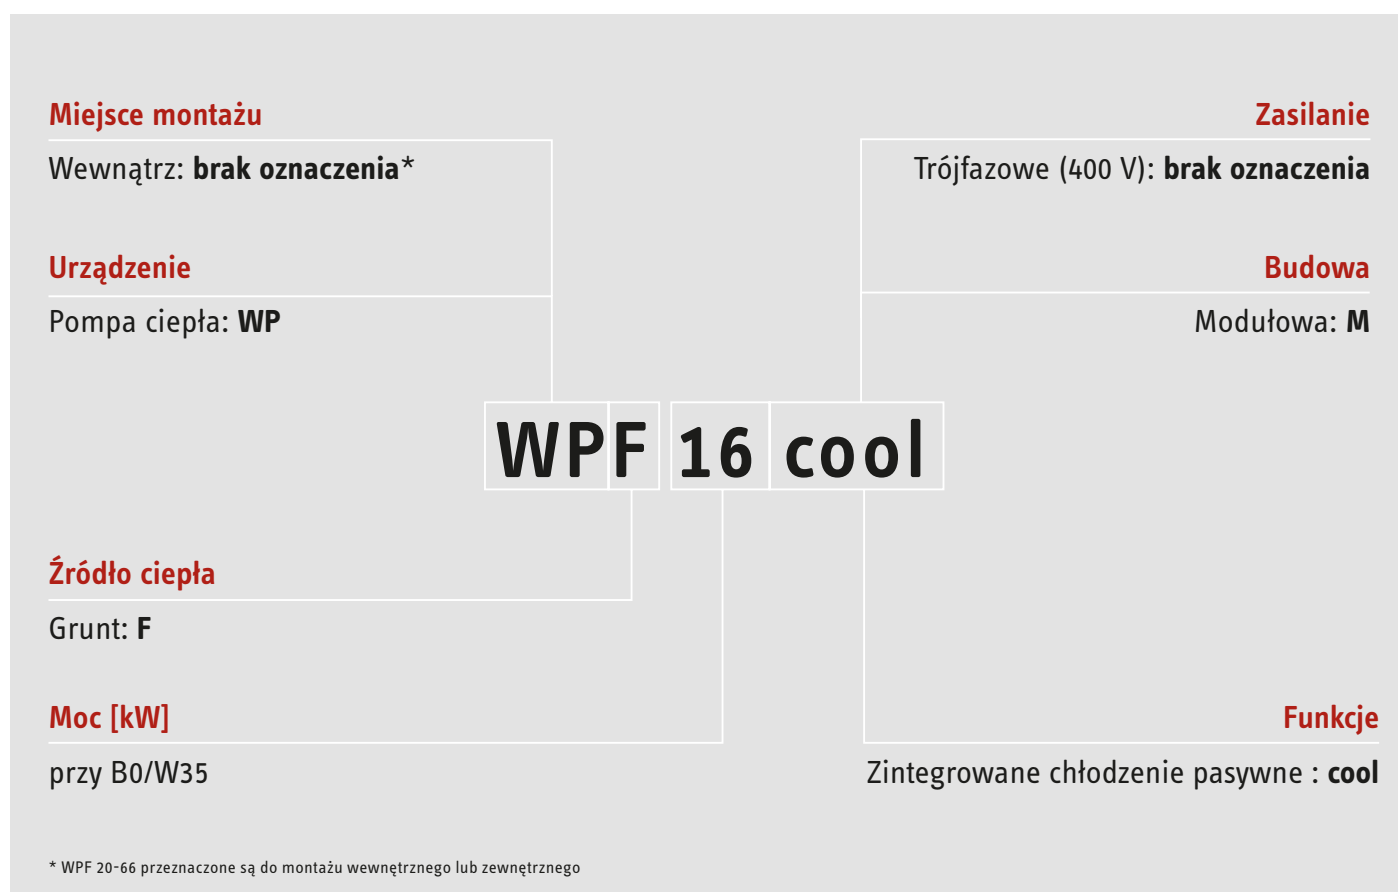 Miejsce montażu
Wewnątrz: brak oznaczenia*
Zasilanie
Trójfazowe (400 V): brak oznaczenia
Urządzenie
Pompa ciepła: WP
Budowa
Modułowa: M
WPF 16 cool
Źródło ciepła
Grunt: F
Moc [kW]
przy B0/W35
Funkcje
Zintegrowane chłodzenie pasywne : cool
* WPF 20-66 przeznaczone są do montażu wewnętrznego lub zewnętrznego